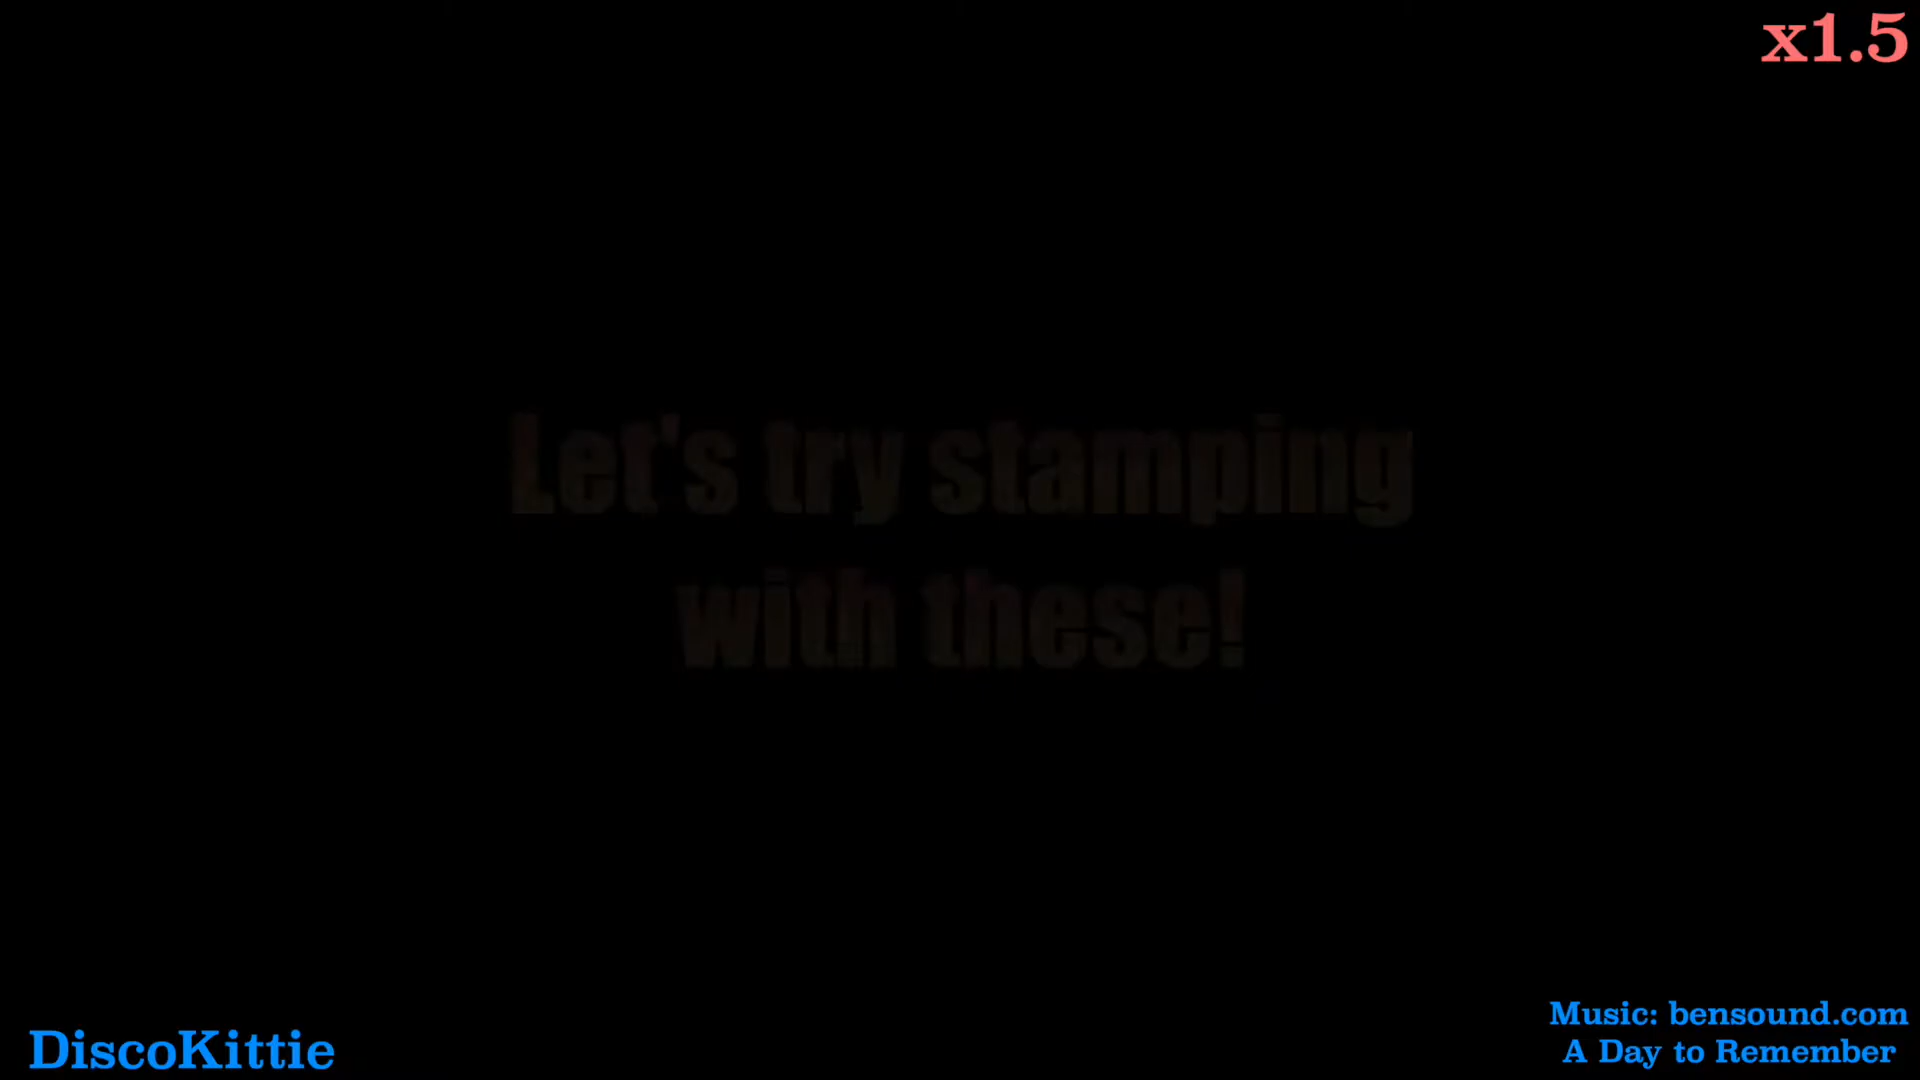 x1.5
Let's try stamping
with these!
Music: bensound.com
A Day to Remember
DiscoKittie